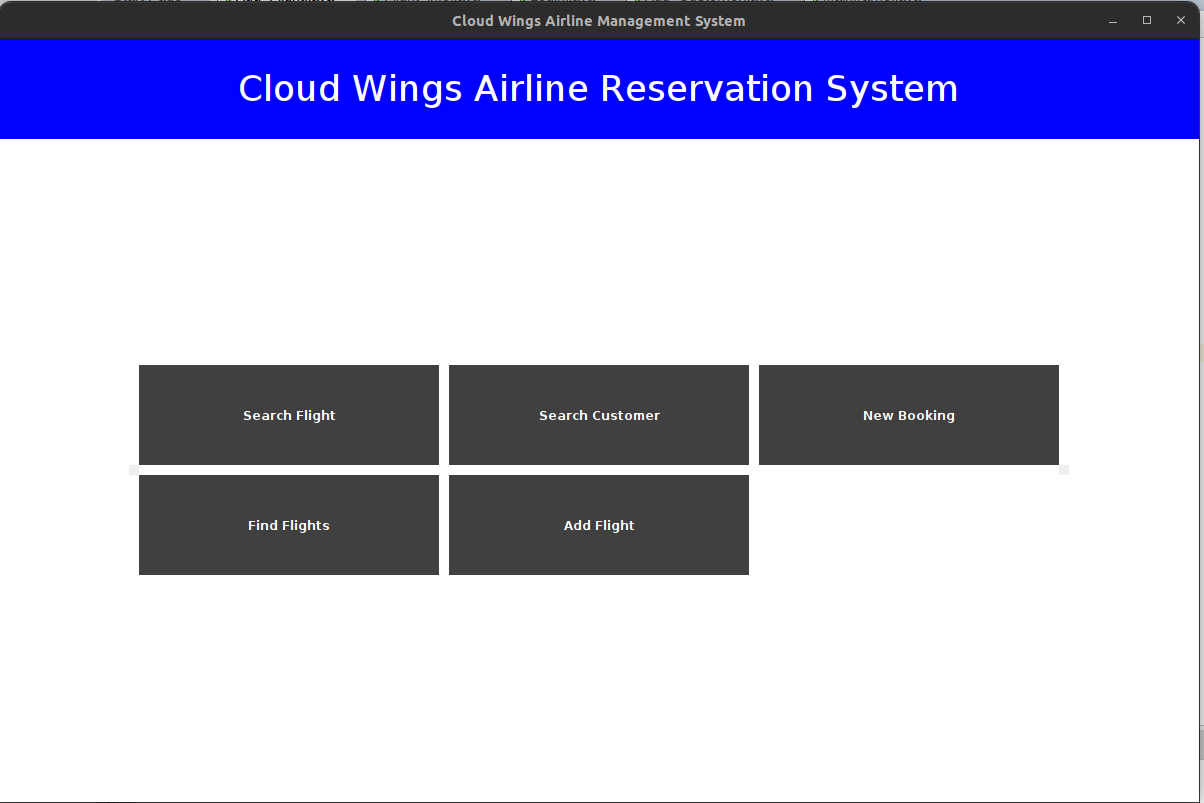 Cloud Wings Airline Management System
Cloud Wings Airline Reservation System
Search Flight
Search Customer
New Booking
Find Flights
Add Flight